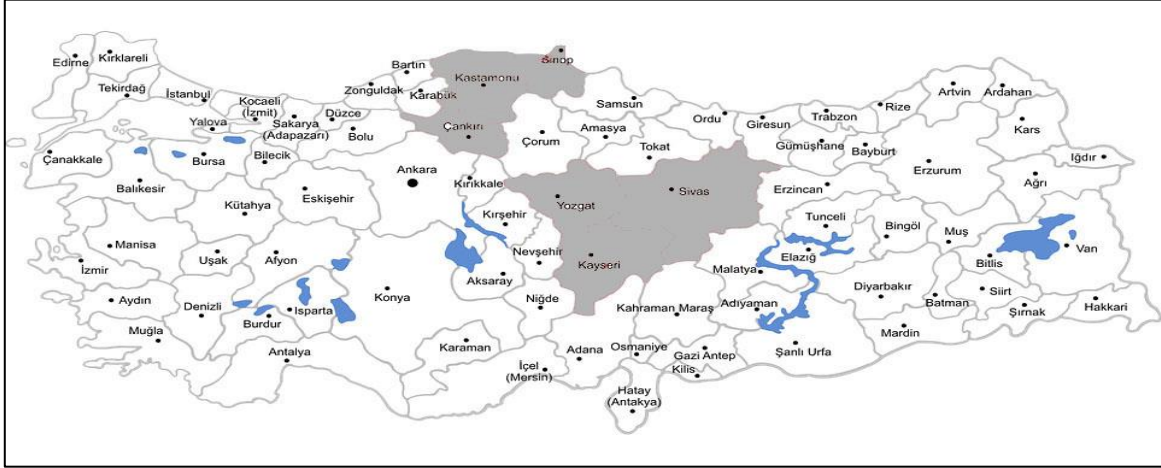 Edirne
Kırklareli
Tekirdağ
İstanbul
Kocaeli
(İzmit)
Yalova
Sakarya
(Adapazarı)
Düzce
Bolu
Zonguldak
Bartın
Karabük
Kastamonu
Sinop
Çankırı
Samsun
Ordu
Giresun
Trabzon
Rize
Artvin
Ardahan
Kars
Iğdır
Çanakkale
Bursa
Bilecik
Balıkesir
Kütahya
Eskişehir
Ankara
Kırıkkale
Çorum
Amasya
Tokat
Gümüşhane
Bayburt
Erzurum
Ağrı
Erzincan
Sivas
Yozgat
Kırşehir
Nevşehir
Kayseri
Tunceli
Bingöl
Muş
Bitlis
Van
Elazığ
Malatya
Manisa
İzmir
Uşak
Afyon
Aksaray
Konya
Niğde
Kahraman Maraş
Adıyaman
Diyarbakır
Batman
Siirt
Şırnak
Hakkari
Mardin
Aydın
Denizli
Burdur
Isparta
Muğla
Antalya
Karaman
İçel
(Mersin)
Adana
Osmaniye
Gazi Antep
Kilis
Şanlı Urfa
Hatay
(Antakya)